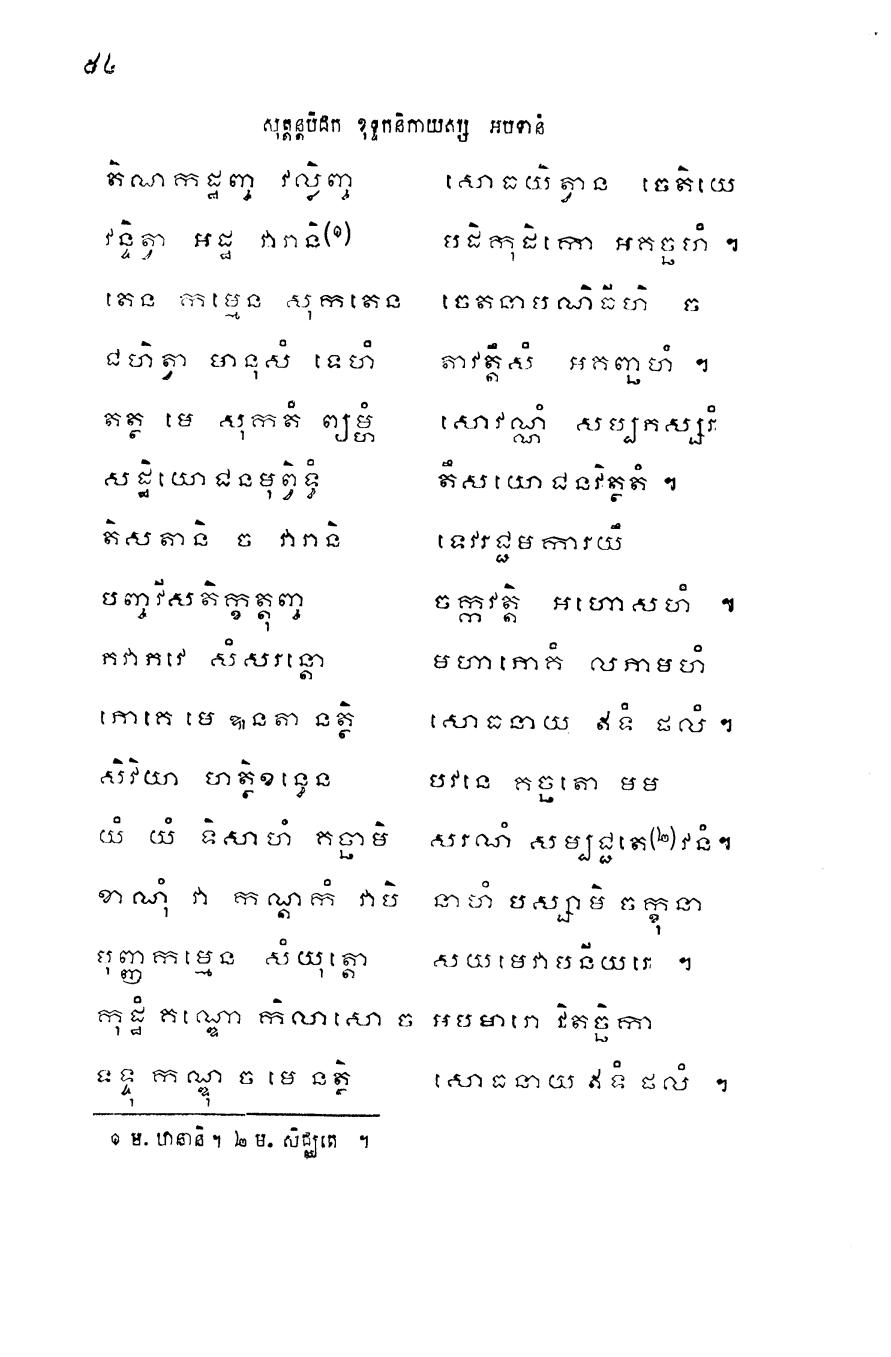 ៥៤
សុត្តន្តបិដក ខុទ្ទកនិកាយស្ស អបទានំ
តិណកដ្ឋញ្ច វល្លិញ្ច សោធយិត្វាន ចេតិយេ
វន្ទិត្វា អដ្ឋ វារានិ(១) បដិកុដិកោ អគច្ឆហំ ។
តេន កម្មេន សុកតេន ចេតនាបណិធីហិ ច
ជហិត្វា មានុសំ ទេហំ តាវត្តឹសំ អគញ្ឆហំ ។
តត្ថ មេ សុកតំ ព្យម្ហំ សោវណ្ណំ សប្បភស្សរំ
សដ្ឋិយោជនមុព្វិទ្ធំ តឹសយោជនវិត្ថតំ ។
តិសតានិ ច វារានិ ទេវរជ្ជមការយឹ
បញ្ចវីសតិក្ខត្តុញ្ច ចក្កវត្តិ អហោសហំ ។
ភវាភវេ សំសរន្តោ មហាភោគំ លភាមហំ
ភោគេ មេ ឩនតា នត្ថិ សោធនាយ ឥទំ ផលំ ។
សិវិយា ហត្ថិខន្ធេន បវនេ គច្ឆតោ មម
យំ យំ ទិសាហំ គច្ឆាមិ សរណំ សម្បជ្ជតេ(២) វនំ។
ខាណុំ វា កណ្ដកំ វាបិ នាហំ បស្សាមិ ចក្ខុនា
បុញ្ញកម្មេន សំយុត្តោ សយមេវាបនីយរេ ។
កុដ្ឋំ គណ្ឌោ កិលាសោ ច អបមារោ វិតច្ឆិកា
ទទ្ទុ កណ្ឌុ ច មេ នត្ថិ សោធនាយ ឥទំ ផលំ ។
១ ម. ឋានានិ ។ ២ ម. សិជ្ឈតេ ។